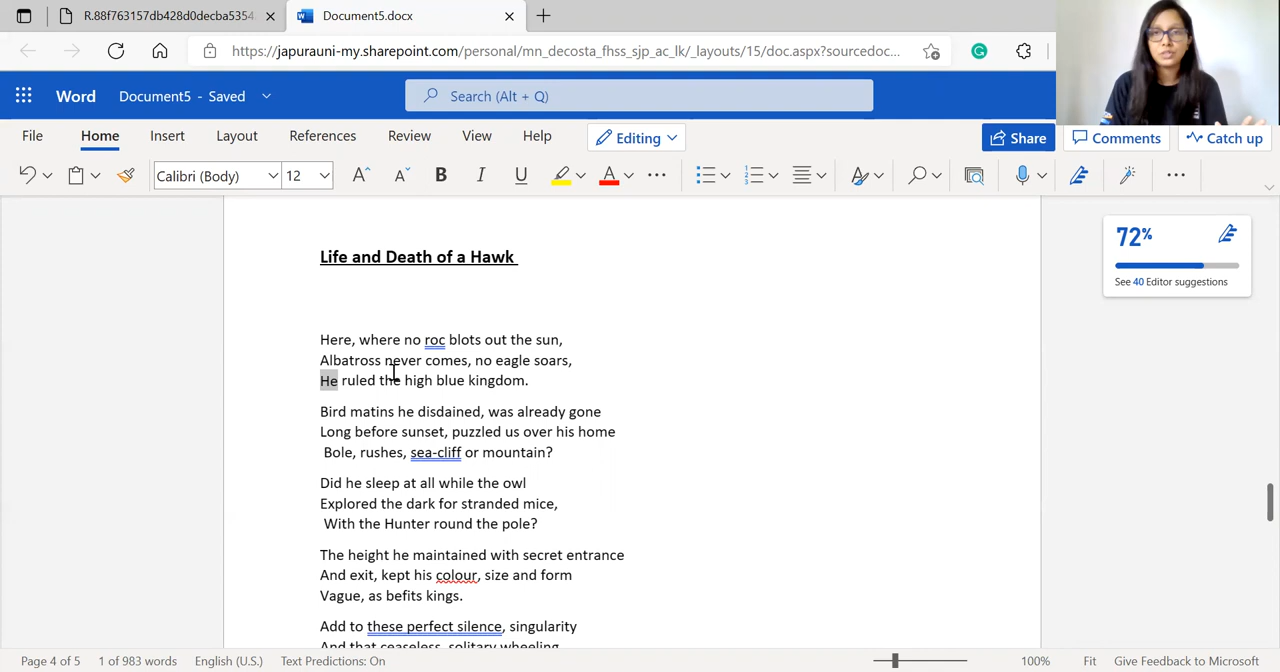 R.88f763157db428d0decba5354
Document5.docx
https://japurauni-my.sharepoint.com/personal/mn_decosta_fhss_sjp_ac_lk/_layouts/15/doc.aspx?sourcedoc...
Word Document5 - Saved Search (Alt + Q)
File Home Insert Layout References Review View Help Editing Share Comments Catch up
Calibri (Body) 12
Life and Death of a Hawk
72%
See 40 Editor suggestions
Here, where no roc blots out the sun,
Albatross never comes, no eagle soars,
He ruled the high blue kingdom.
Bird matins he disdained, was already gone
Long before sunset, puzzled us over his home
Bole, rushes, sea-cliff or mountain?
Did he sleep at all while the owl
Explored the dark for stranded mice,
With the Hunter round the pole?
The height he maintained with secret entrance
And exit, kept his colour, size and form
Vague, as befits kings.
Add to these perfect silence, singularity
And that ceaseless, solitary wheeling
Page 4 of 5 1 of 983 words English (U.S.) Text Predictions: On 100% Fit Give Feedback to Microsoft